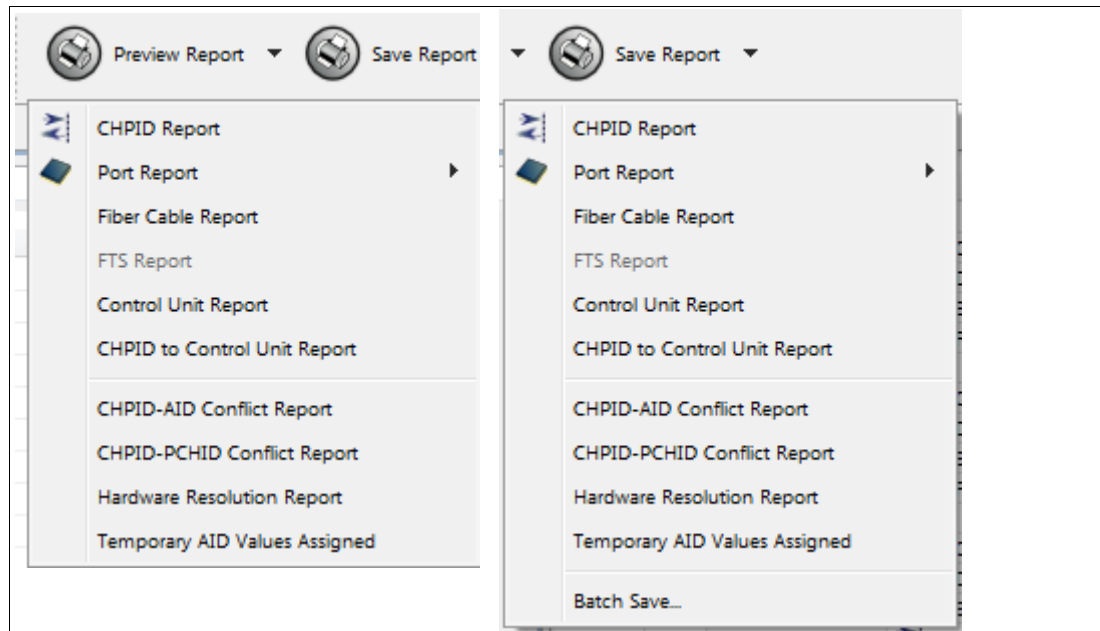 Preview Report
Save Report
CHPID Report
Port Report
Fiber Cable Report
FTS Report
Control Unit Report
CHPID to Control Unit Report
CHPID-AID Conflict Report
CHPID-PCHID Conflict Report
Hardware Resolution Report
Temporary AID Values Assigned
Save Report
CHPID Report
Port Report
Fiber Cable Report
FTS Report
Control Unit Report
CHPID to Control Unit Report
CHPID-AID Conflict Report
CHPID-PCHID Conflict Report
Hardware Resolution Report
Temporary AID Values Assigned
Batch Save...